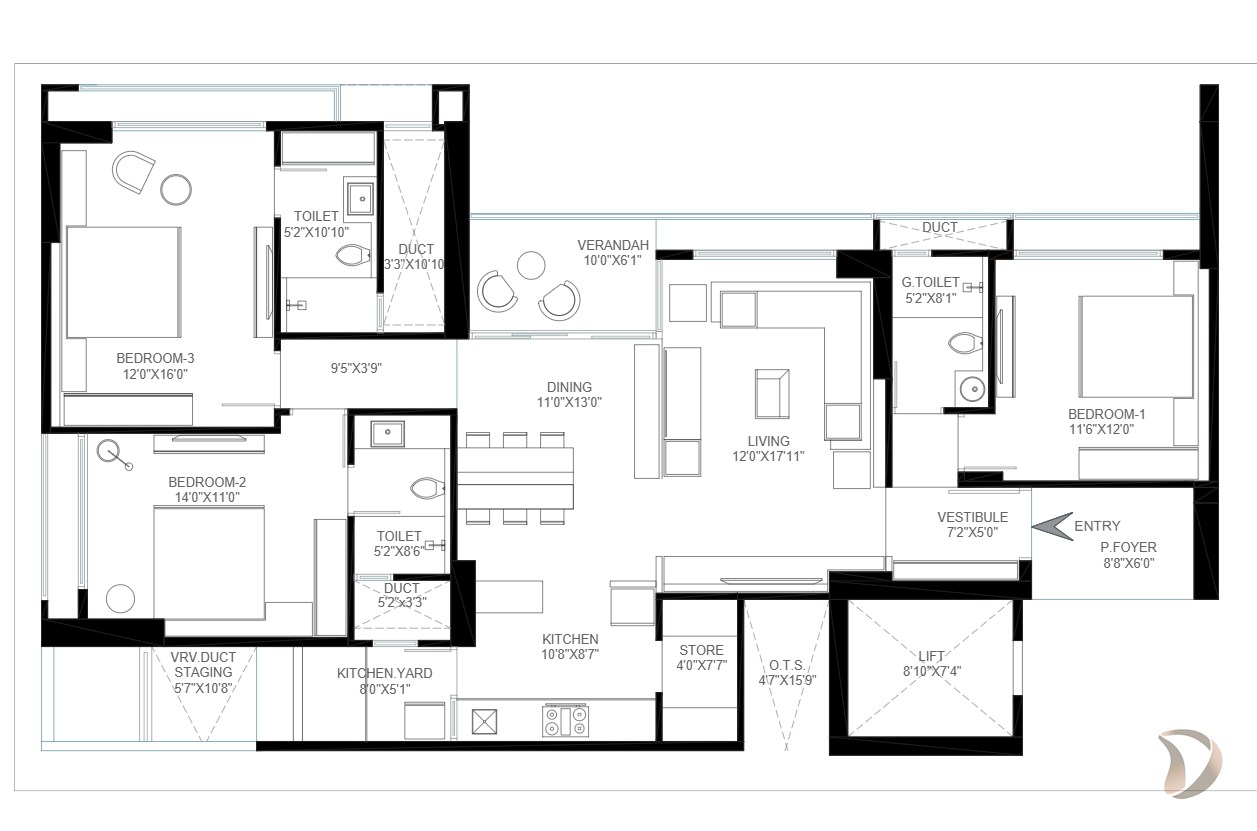 TOILET
5'2"X10'10"
DUCT
3'3"X10'10
VERANDAH
10'0"X6'1"
DUCT
G.TOILET
5'2"X8'1"
BEDROOM-3
12'0"X16'0"
9'5"X3'9"
DINING
11'0"X13'0"
LIVING
12'0"X17'11"
BEDROOM-1
11'6"X12'0"
BEDROOM-2
14'0"X11'0"
TOILET
5'2"X8'6"
VESTIBULE
7'2"X5'0"
ENTRY
P.FOYER
8'8"X6'0"
DUCT
5'2"x3'3"
KITCHEN
10'8"X8'7"
STORE
4'0"X7'7"
O.T.S.
4'7"X15'9"
LIFT
8'10"X7'4"
VRV.DUCT
STAGING
5'7"X10'8"
KITCHEN.YARD
8'0"X5'1"